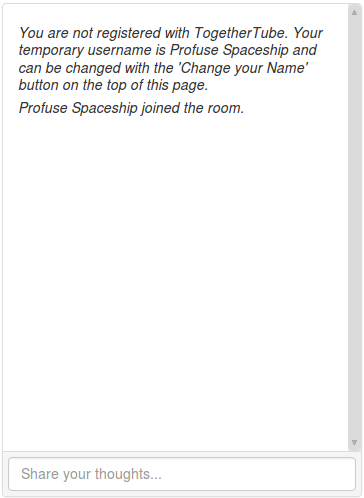 You are not registered with TogetherTube. Your
temporary username is Profuse Spaceship and
can be changed with the 'Change your Name'
button on the top of this page.
Profuse Spaceship joined the room.
Share your thoughts...